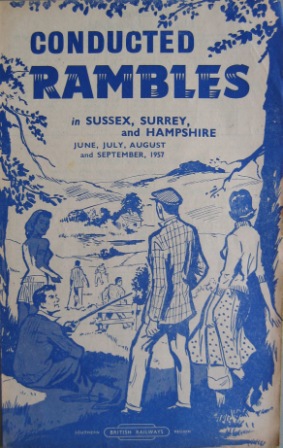 CONDUCTED
RAMBLES
in SUSSEX, SURREY,
and HAMPSHIRE
JUNE, JULY, AUGUST
and SEPTEMBER, 1957
SOUTHERN BRITISH RAILWAYS REGION